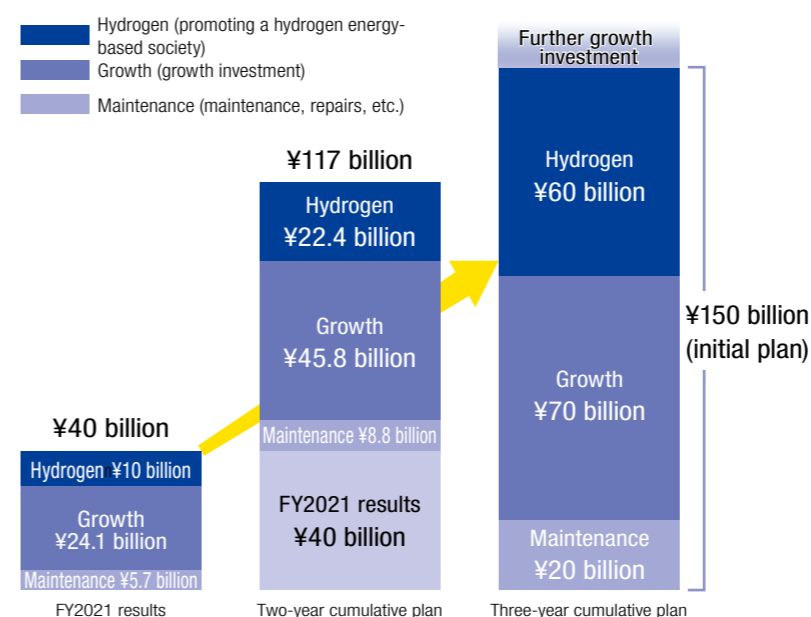 Hydrogen (promoting a hydrogen energy-
based society)
Growth (growth investment)
Maintenance (maintenance, repairs, etc.)
¥40 billion
Hydrogen ¥10 billion
Growth
¥24.1 billion
Maintenance ¥5.7 billion
FY2021 results
¥117 billion
Hydrogen
¥22.4 billion
Growth
¥45.8 billion
Maintenance ¥8.8 billion
FY2021 results
¥40 billion
Two-year cumulative plan
Further growth
investment
Hydrogen
¥60 billion
Growth
¥70 billion
Maintenance
¥20 billion
Three-year cumulative plan
¥150 billion
(initial plan)